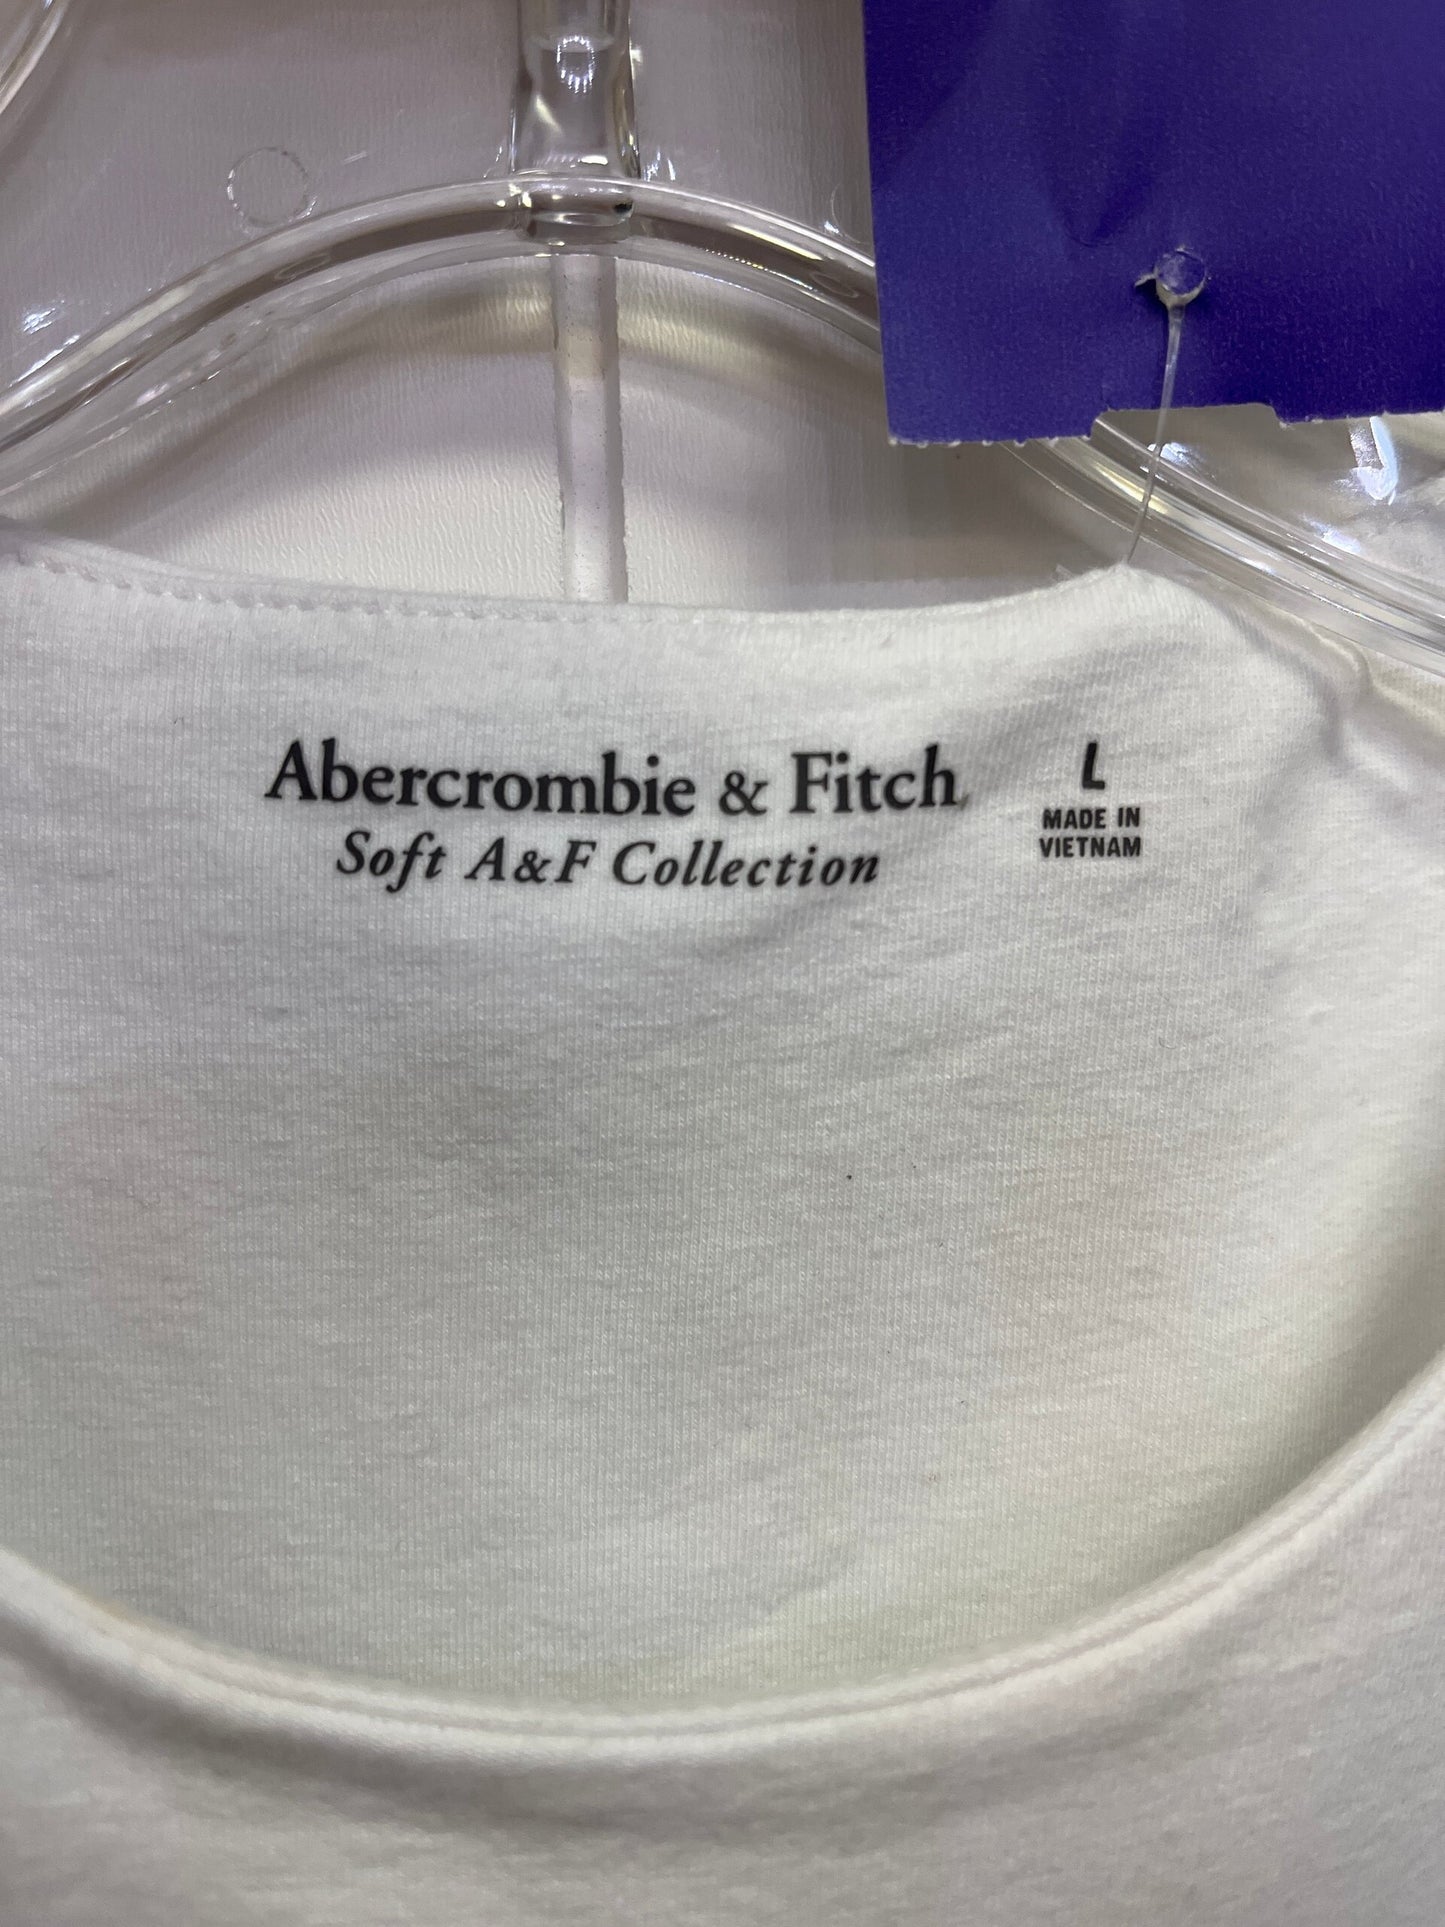 Abercrombie & Fitch
Soft A&F Collection
L
MADE IN
VIETNAM